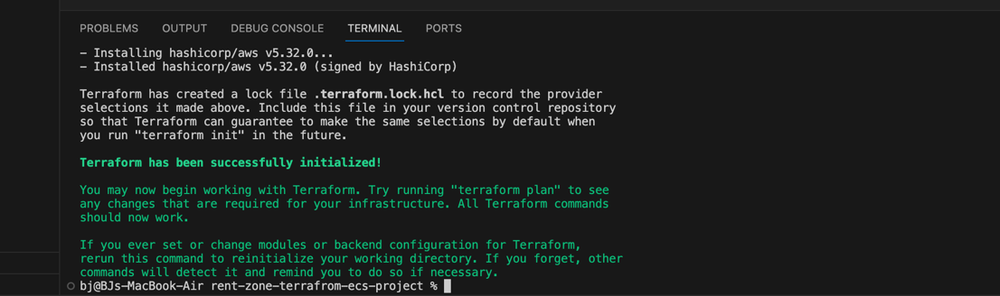 PROBLEMS OUTPUT DEBUG CONSOLE TERMINAL PORTS
- Installing hashicorp/aws v5.32.0...
- Installed hashicorp/aws v5.32.0 (signed by HashiCorp)
Terraform has created a lock file .terraform.lock.hcl to record the provider
selections it made above. Include this file in your version control repository
so that Terraform can guarantee to make the same selections by default when
you run "terraform init" in the future.
Terraform has been successfully initialized!
You may now begin working with Terraform. Try running "terraform plan" to see
any changes that are required for your infrastructure. All Terraform commands
should now work.
If you ever set or change modules or backend configuration for Terraform,
rerun this command to reinitialize your working directory. If you forget, other
commands will detect it and remind you to do so if necessary.
bj@BJs-MacBook-Air rent-zone-terrafrom-ecs-project %